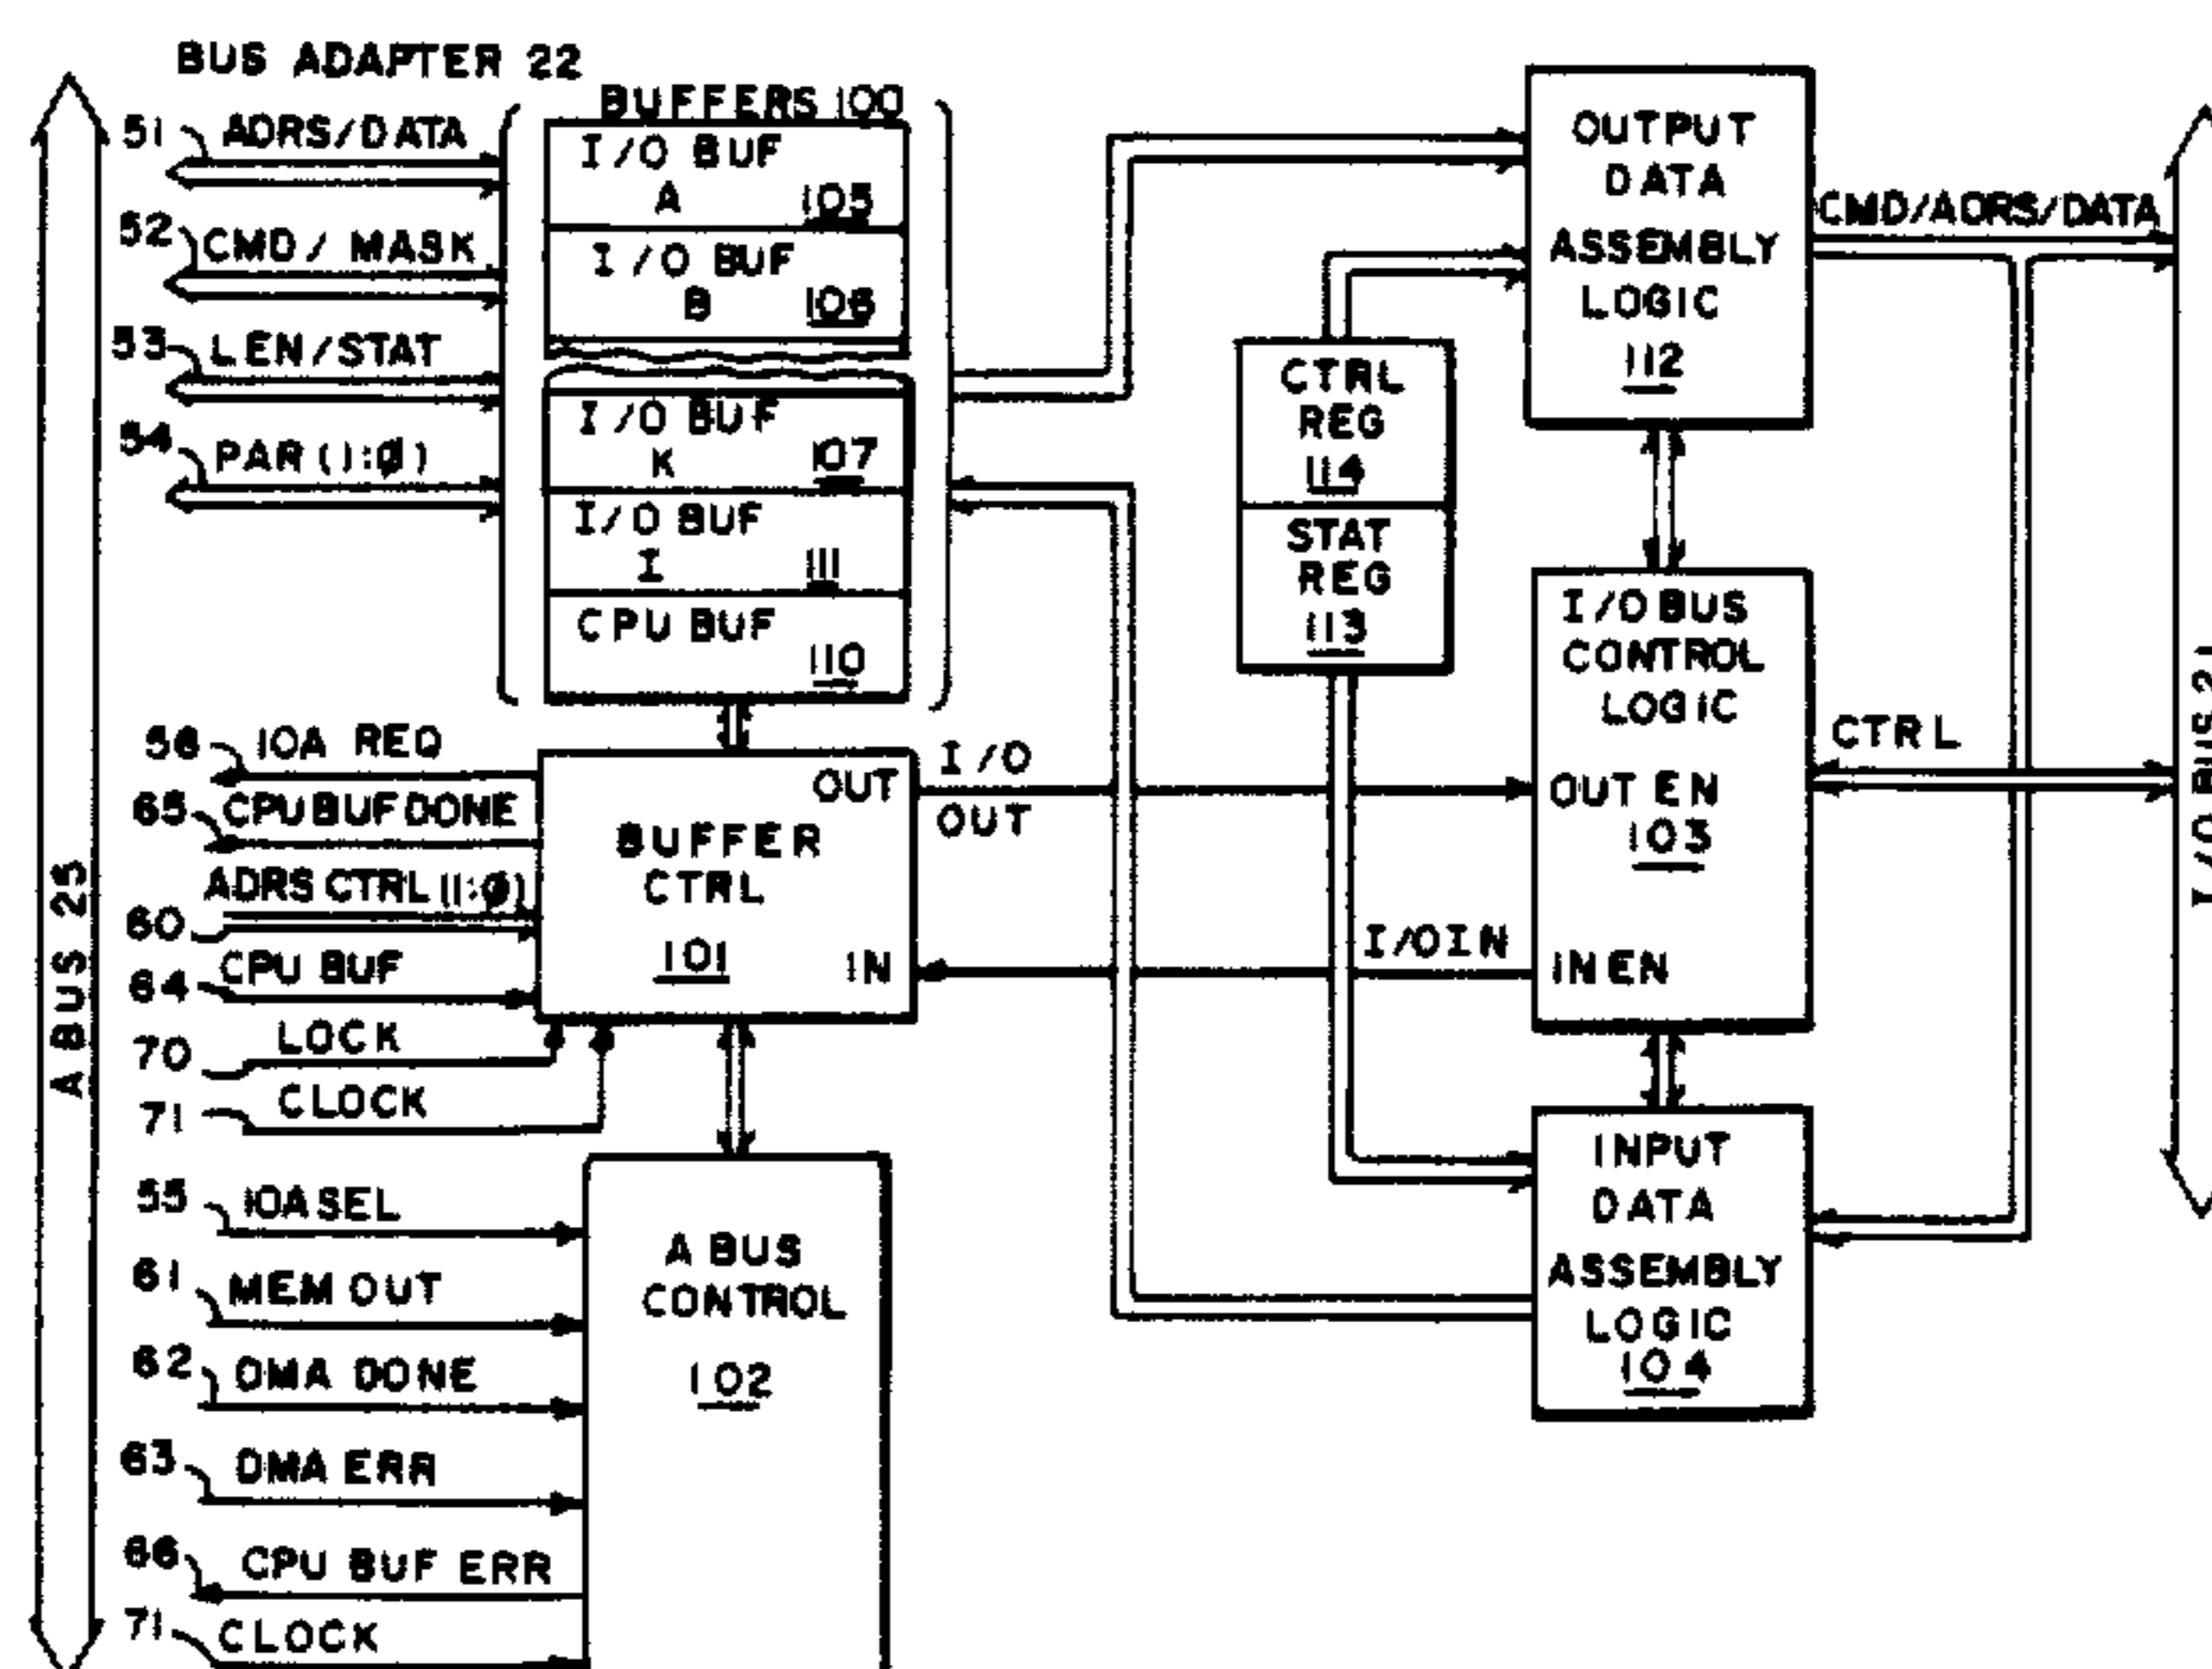 BUS ADAPTER 22
BUFFERS 100
51 ADRS/DATA
52 CMD / MASK
53 LEN/STAT
54 PAR (1:0)
I/O BUF
A 105
I/O BUF
B 106
I/O BUF
K 107
I/O BUF
I 111
CPU BUF
110
OUTPUT
DATA
ASSEMBLY
LOGIC
112
CMD/ADRS/DATA
CTRL
REG
114
STAT
REG
113
I/O BUS
CONTROL
LOGIC
OUT EN
103
IN EN
CTRL
I/O BUS 21
A BUS 25
56 IOA REQ
65 CPU BUF DONE
ADRS CTRL (1:0)
60
CPU BUF
64
LOCK
70
CLOCK
71
OUT
BUFFER
CTRL
101
IN
I/O
OUT
I/O IN
55 IOA SEL
61 MEM OUT
62 DMA DONE
63 DMA ERR
66 CPU BUF ERR
71 CLOCK
A BUS
CONTROL
102
INPUT
DATA
ASSEMBLY
LOGIC
104